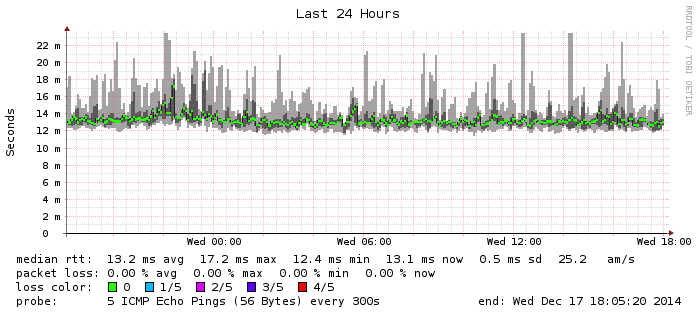 Last 24 Hours
RRDTOOL / TOBI OETIKER
Seconds
22 m
20 m
18 m
16 m
14 m
12 m
10 m
8 m
6 m
4 m
2 m
0
Wed 00:00 Wed 06:00 Wed 12:00 Wed 18:00
median rtt: 13.2 ms avg 17.2 ms max 12.4 ms min 13.1 ms now 0.5 ms sd 25.2 am/s
packet loss: 0.00 % avg 0.00 % max 0.00 % min 0.00 % now
loss color: 0 1/5 2/5 3/5 4/5
probe: 5 ICMP Echo Pings (56 Bytes) every 300s end: Wed Dec 17 18:05:20 2014